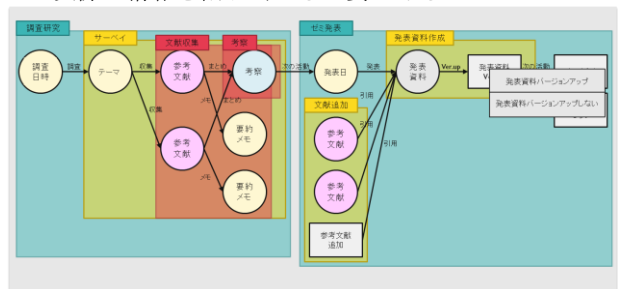 調査研究
ゼミ発表
サーベイ
文献収集
考察
発表資料作成
調査
日時
調査
テーマ
収集
参考
文献
まとめ
考察
次の活動
発表日
発表
発表
資料
Ver.up
発表資料
次の活動
発表資料バージョンアップ
発表資料バージョンアップしない
収集
メモ
まとめ
引用
文献追加
引用
引用
参考
文献
要約
メモ
参考
文献
メモ
要約
メモ
参考
文献
参考文献
追加